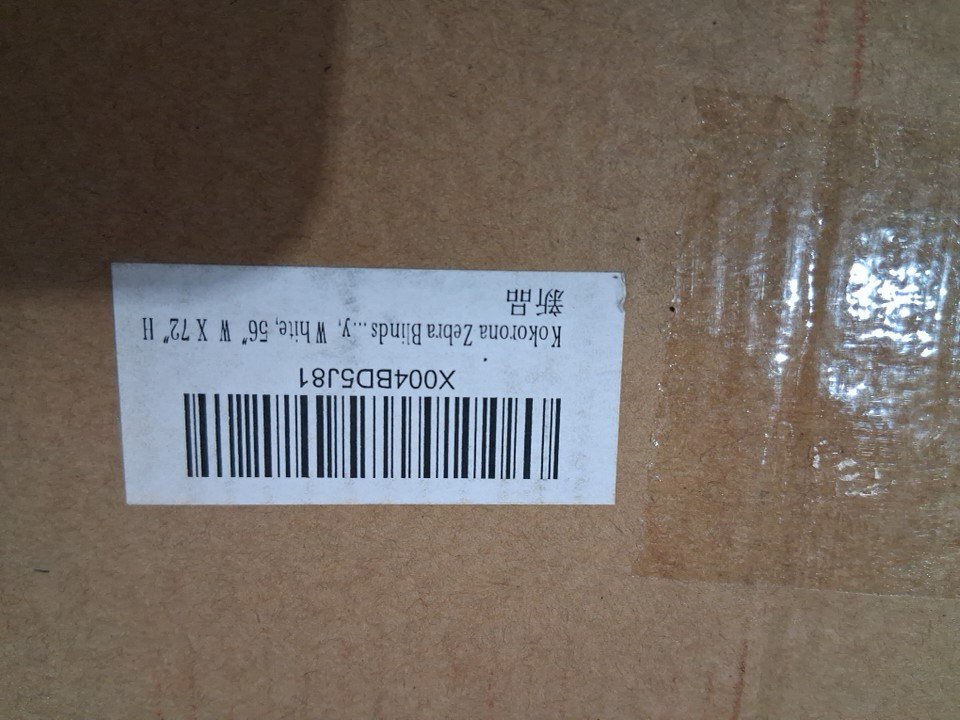 X004BD5J81
Kokorona Zebra Blinds...y, White, 56" W X 72" H
新品